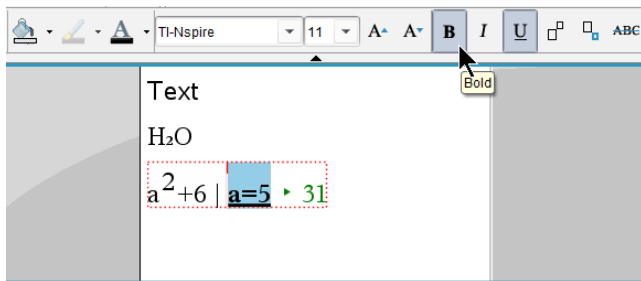 A TI-Nspire 11 A A B I U ABC
Bold
Text
H₂O
a²+6 | a=5 ▸ 31